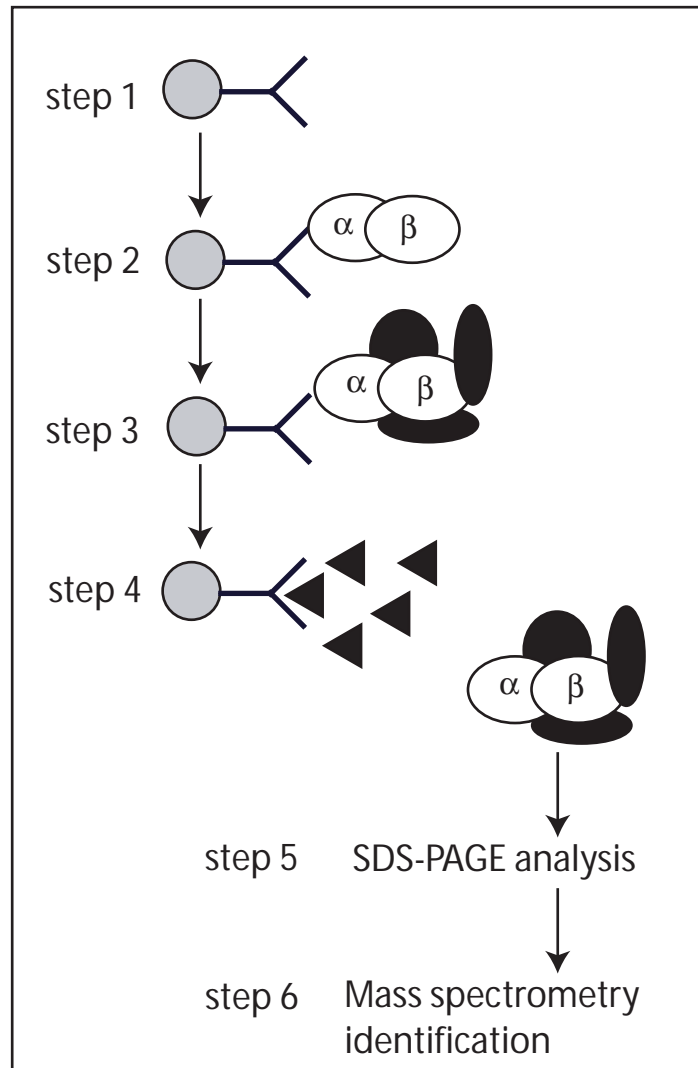 step 1
step 2
α β
step 3
α β
step 4
α β
step 5 SDS-PAGE analysis
step 6 Mass spectrometry
identification